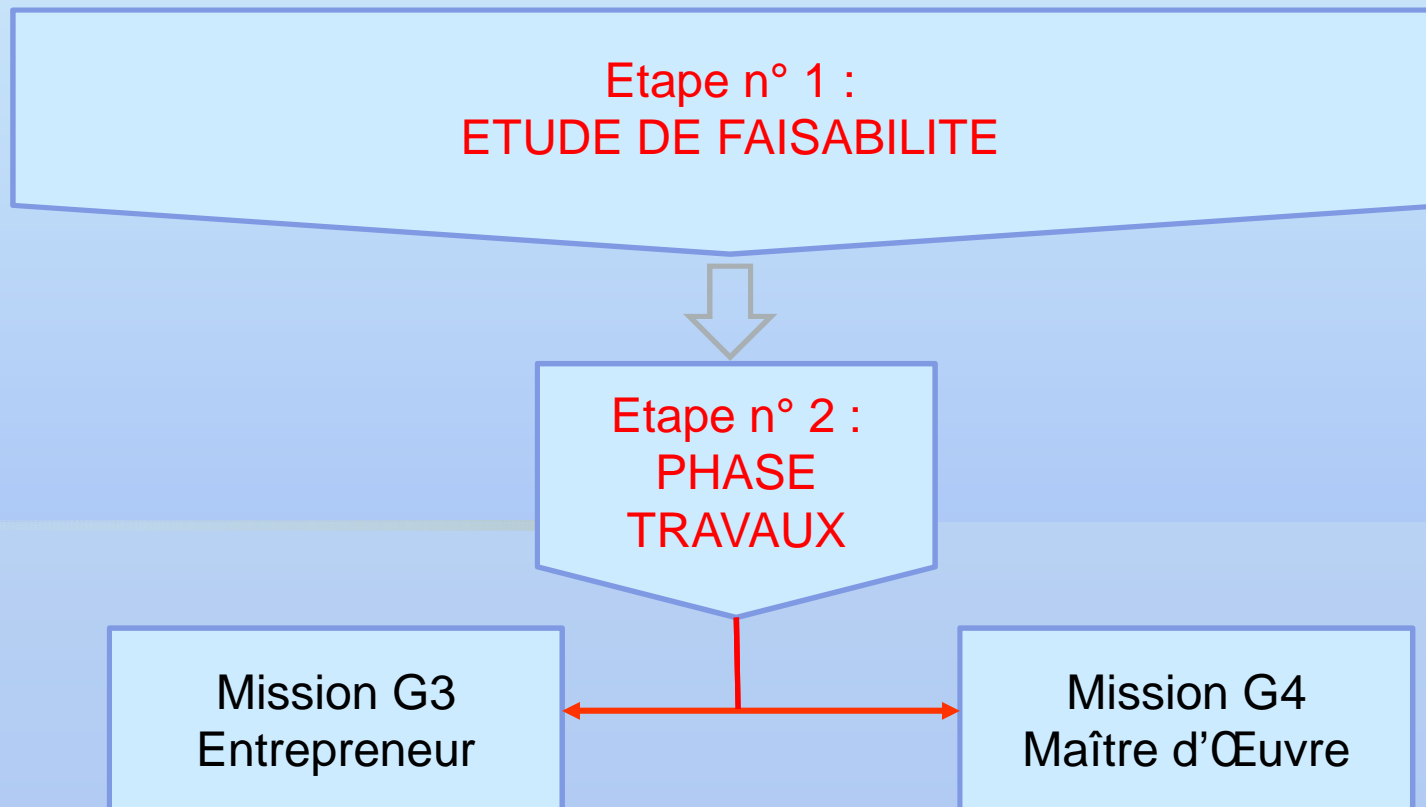 Etape n° 1 :
ETUDE DE FAISABILITE
Etape n° 2 :
PHASE
TRAVAUX
Mission G3
Entrepreneur
Mission G4
Maître d'Œuvre